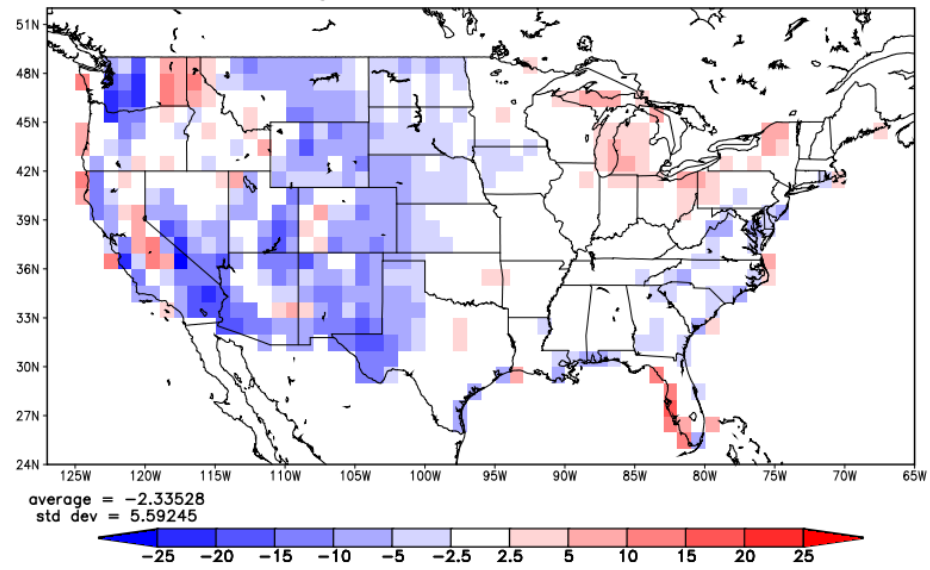 51N
48N
45N
42N
39N
36N
33N
30N
27N
24N
125W 120W 115W 110W 105W 100W 95W 90W 85W 80W 75W 70W 65W
average = −2.33528
std dev = 5.59245
−25 −20 −15 −10 −5 −2.5 2.5 5 10 15 20 25